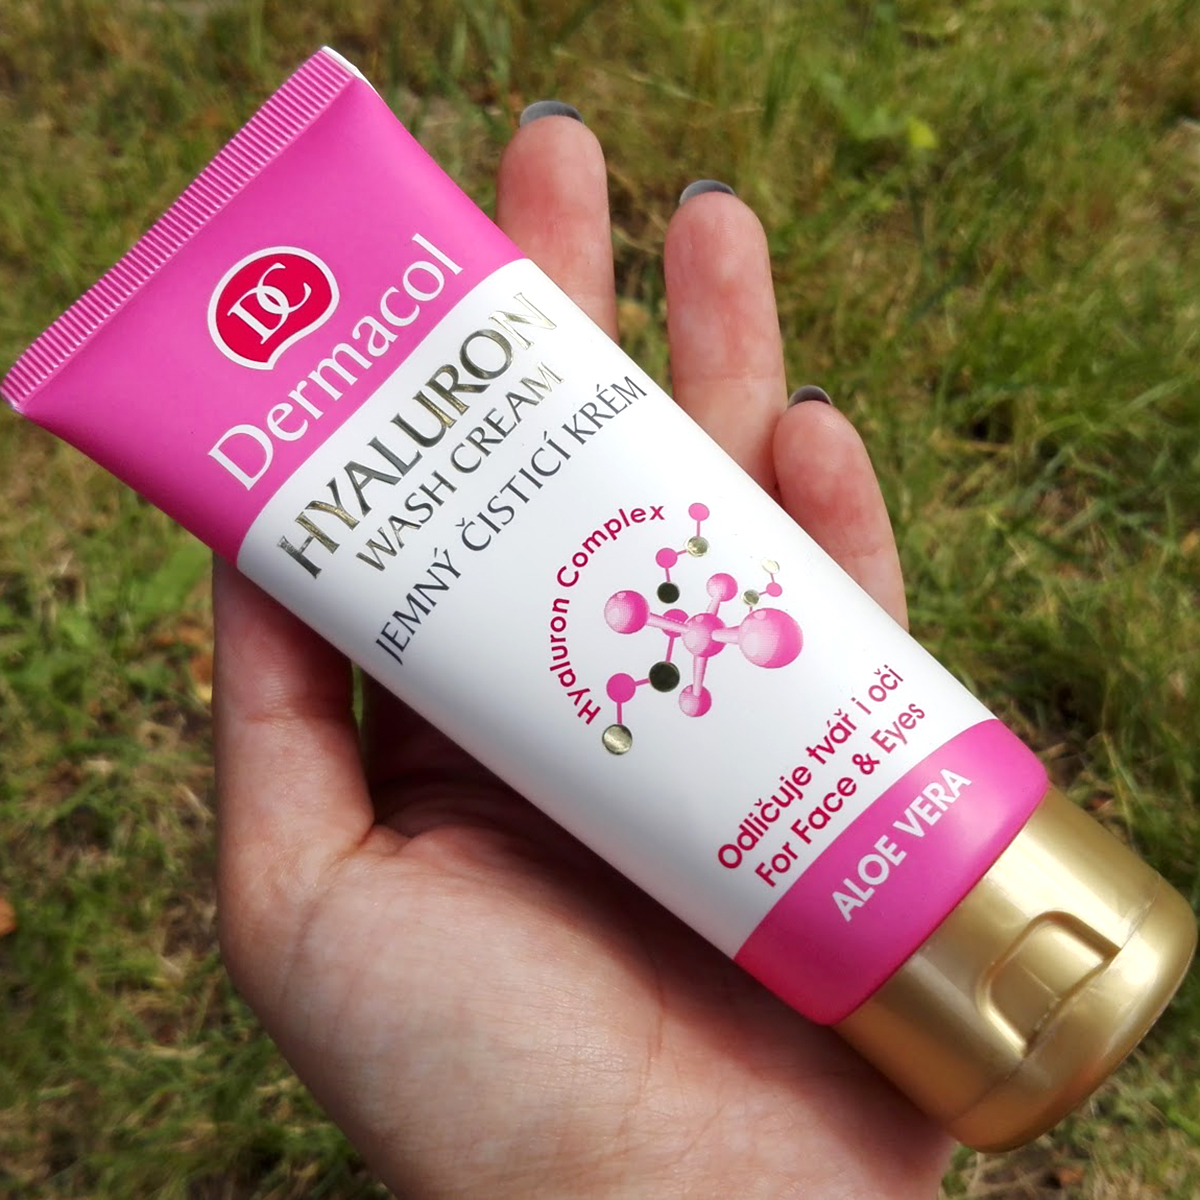 DC
Dermacol
HYALURON
WASH CREAM
JEMNÝ ČISTICÍ KRÉM
Hyaluron Complex
Odličuje tvář i oči
For Face & Eyes
ALOE VERA